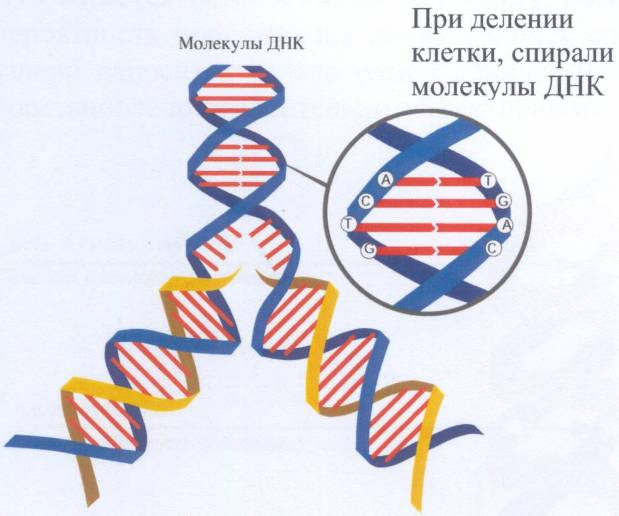 При делении
клетки, спирали
молекулы ДНК
Молекулы ДНК
A T
C G
T A
G C